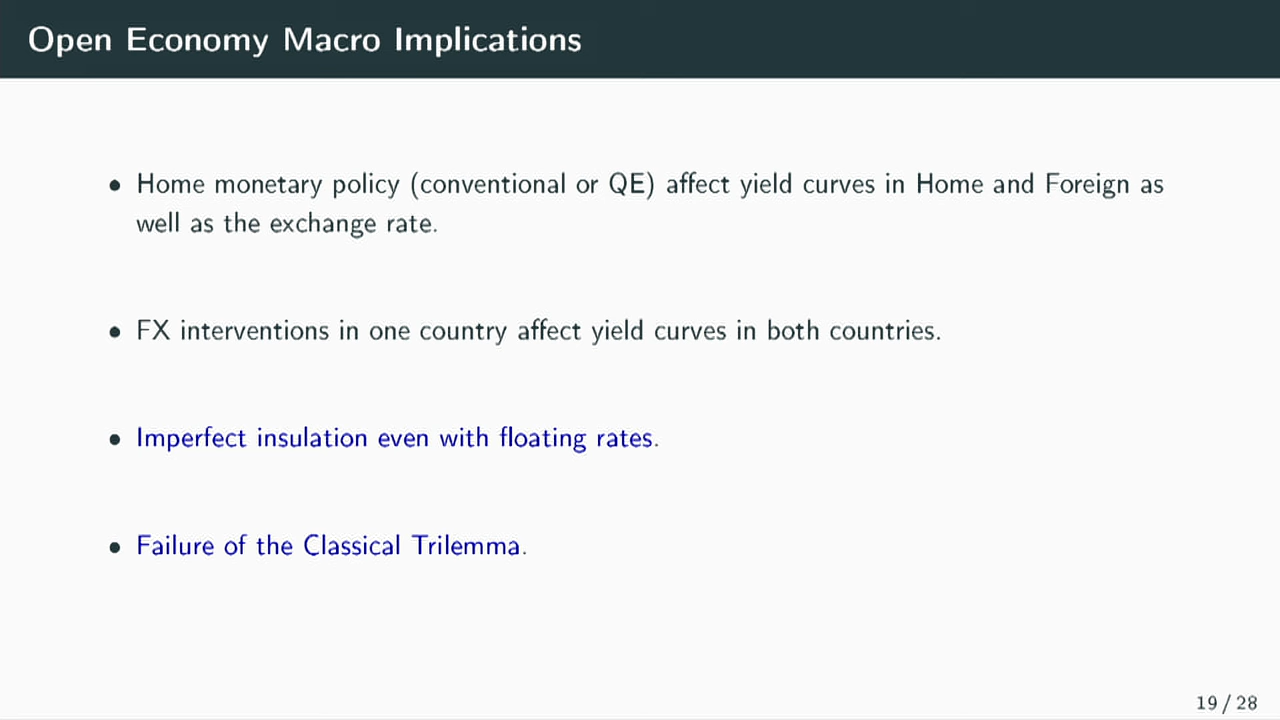 Open Economy Macro Implications
• Home monetary policy (conventional or QE) affect yield curves in Home and Foreign as
well as the exchange rate.
• FX interventions in one country affect yield curves in both countries.
• Imperfect insulation even with floating rates.
• Failure of the Classical Trilemma.
19 / 28